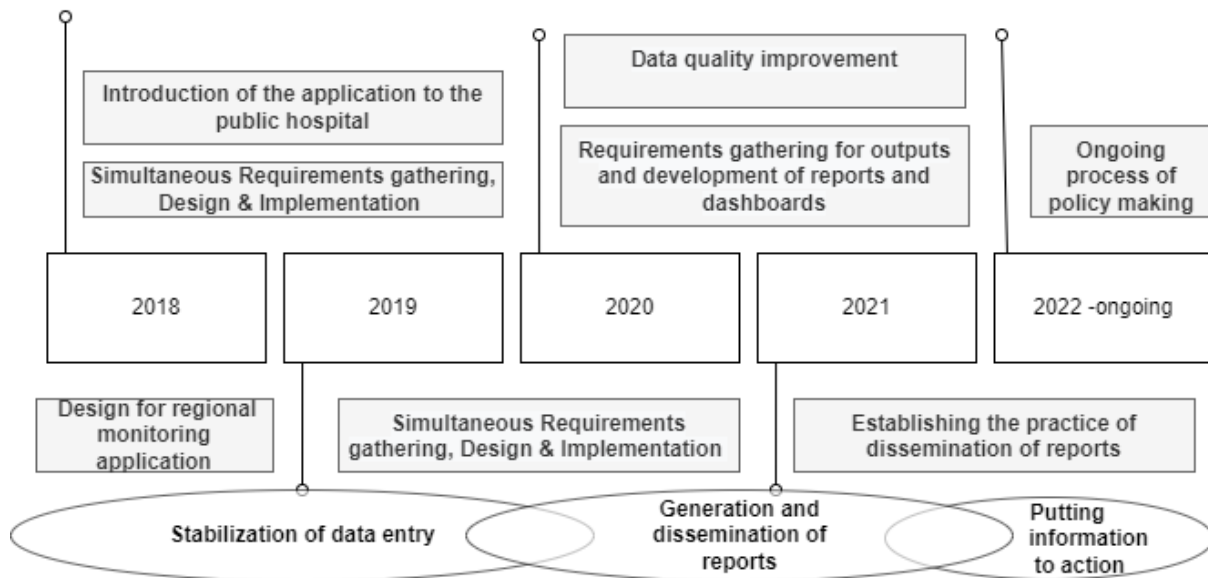 Introduction of the application to the
public hospital
Simultaneous Requirements gathering,
Design & Implementation
Data quality improvement
Requirements gathering for outputs
and development of reports and
dashboards
Ongoing
process of
policy making
2018
2019
2020
2021
2022 -ongoing
Design for regional
monitoring
application
Simultaneous Requirements
gathering, Design & Implementation
Establishing the practice of
dissemination of reports
Stabilization of data entry
Generation and
dissemination of
reports
Putting
information
to action